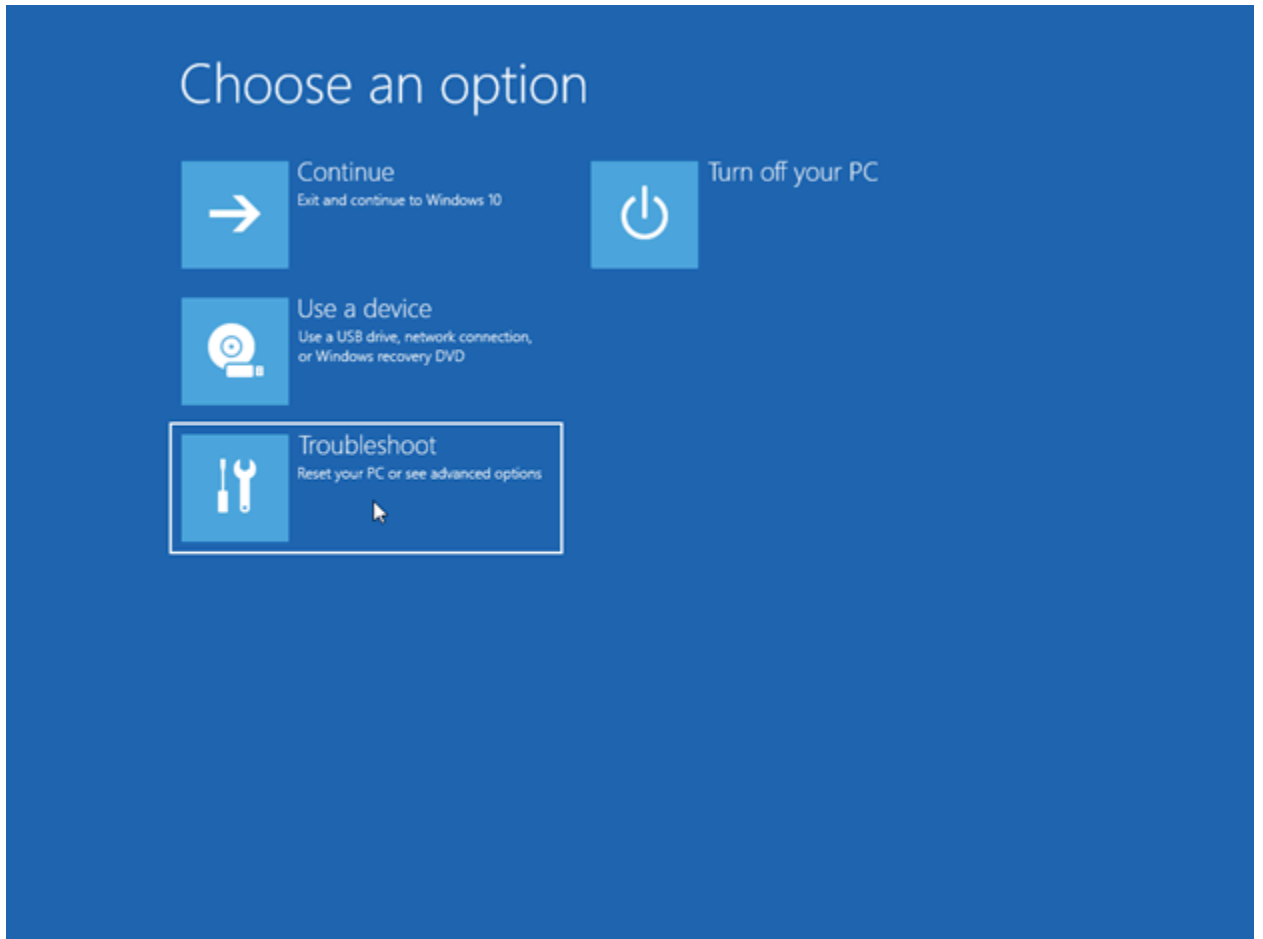 Choose an option
Continue
Exit and continue to Windows 10
Turn off your PC
Use a device
Use a USB drive, network connection,
or Windows recovery DVD
Troubleshoot
Reset your PC or see advanced options